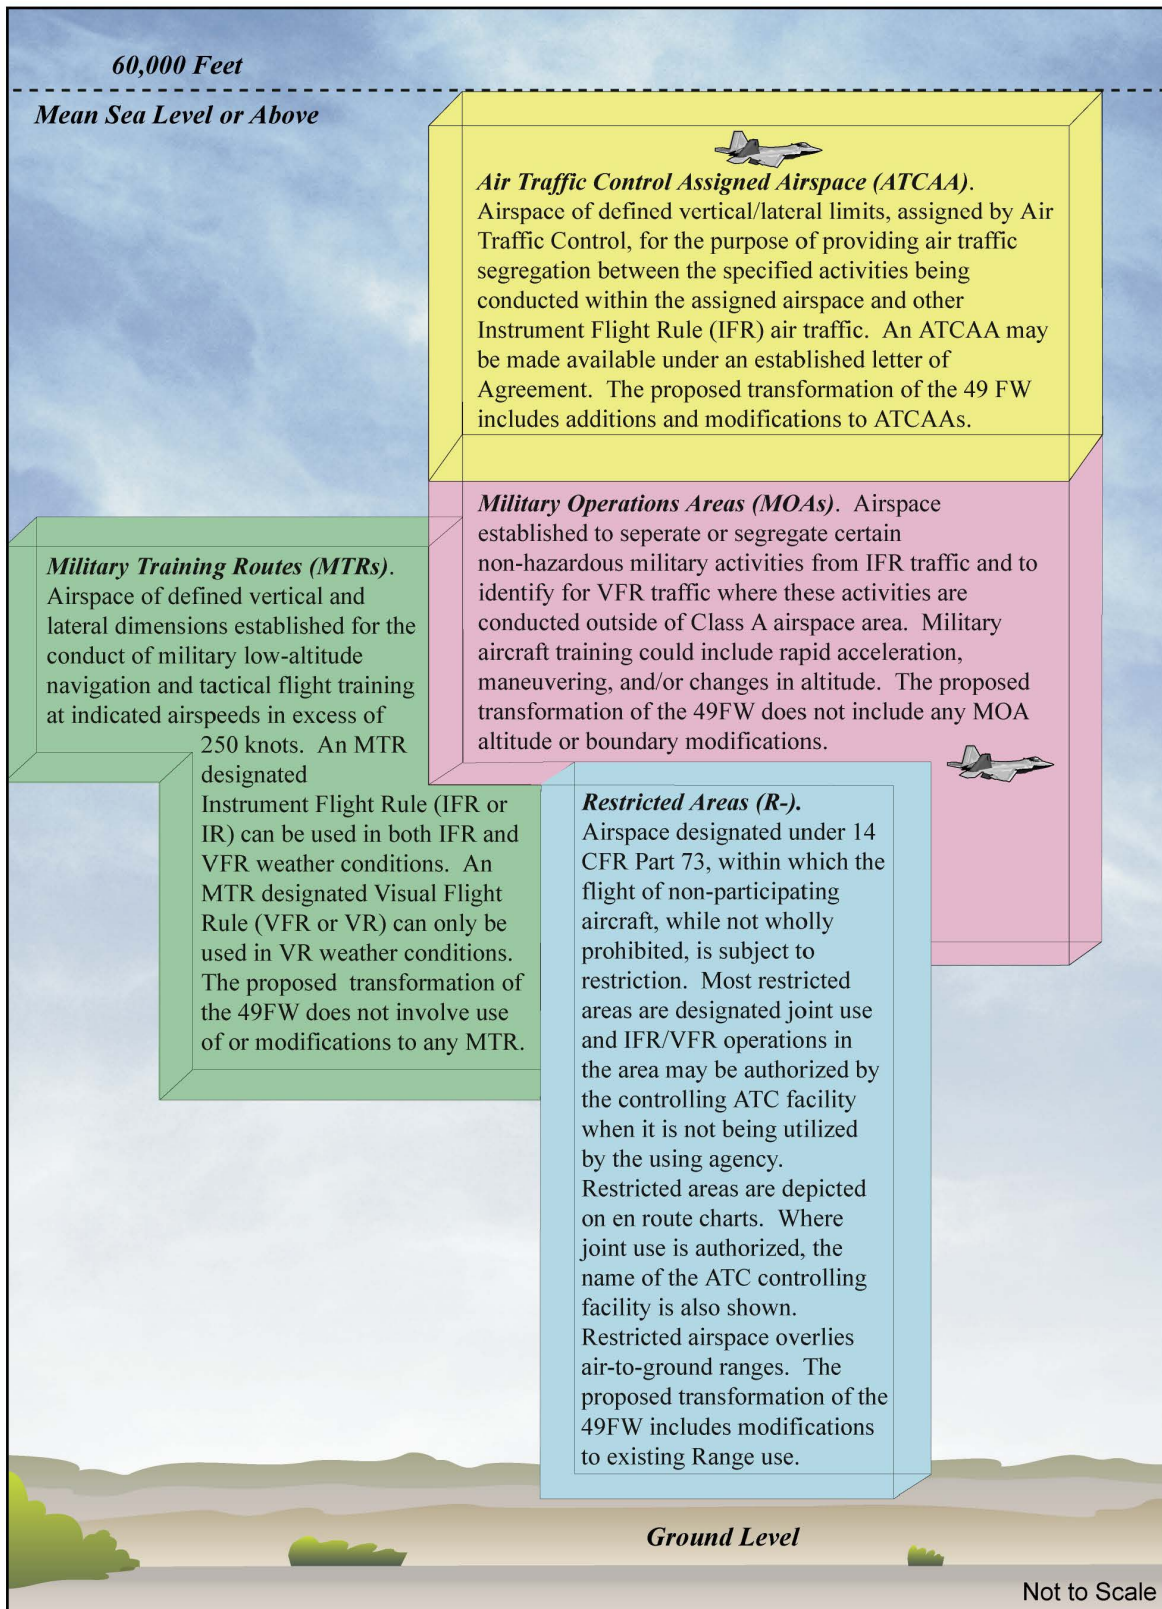 60,000 Feet
Mean Sea Level or Above
Air Traffic Control Assigned Airspace (ATCAA).
Airspace of defined vertical/lateral limits, assigned by Air
Traffic Control, for the purpose of providing air traffic
segregation between the specified activities being
conducted within the assigned airspace and other
Instrument Flight Rule (IFR) air traffic. An ATCAA may
be made available under an established letter of
Agreement. The proposed transformation of the 49 FW
includes additions and modifications to ATCAAs.
Military Operations Areas (MOAs). Airspace
established to seperate or segregate certain
non-hazardous military activities from IFR traffic and to
identify for VFR traffic where these activities are
conducted outside of Class A airspace area. Military
aircraft training could include rapid acceleration,
maneuvering, and/or changes in altitude. The proposed
transformation of the 49FW does not include any MOA
altitude or boundary modifications.
Military Training Routes (MTRs).
Airspace of defined vertical and
lateral dimensions established for the
conduct of military low-altitude
navigation and tactical flight training
at indicated airspeeds in excess of
250 knots. An MTR
designated
Instrument Flight Rule (IFR or
IR) can be used in both IFR and
VFR weather conditions. An
MTR designated Visual Flight
Rule (VFR or VR) can only be
used in VR weather conditions.
The proposed transformation of
the 49FW does not involve use
of or modifications to any MTR.
Restricted Areas (R-).
Airspace designated under 14
CFR Part 73, within which the
flight of non-participating
aircraft, while not wholly
prohibited, is subject to
restriction. Most restricted
areas are designated joint use
and IFR/VFR operations in
the area may be authorized by
the controlling ATC facility
when it is not being utilized
by the using agency.
Restricted areas are depicted
on en route charts. Where
joint use is authorized, the
name of the ATC controlling
facility is also shown.
Restricted airspace overlies
air-to-ground ranges. The
proposed transformation of the
49FW includes modifications
to existing Range use.
Ground Level
Not to Scale